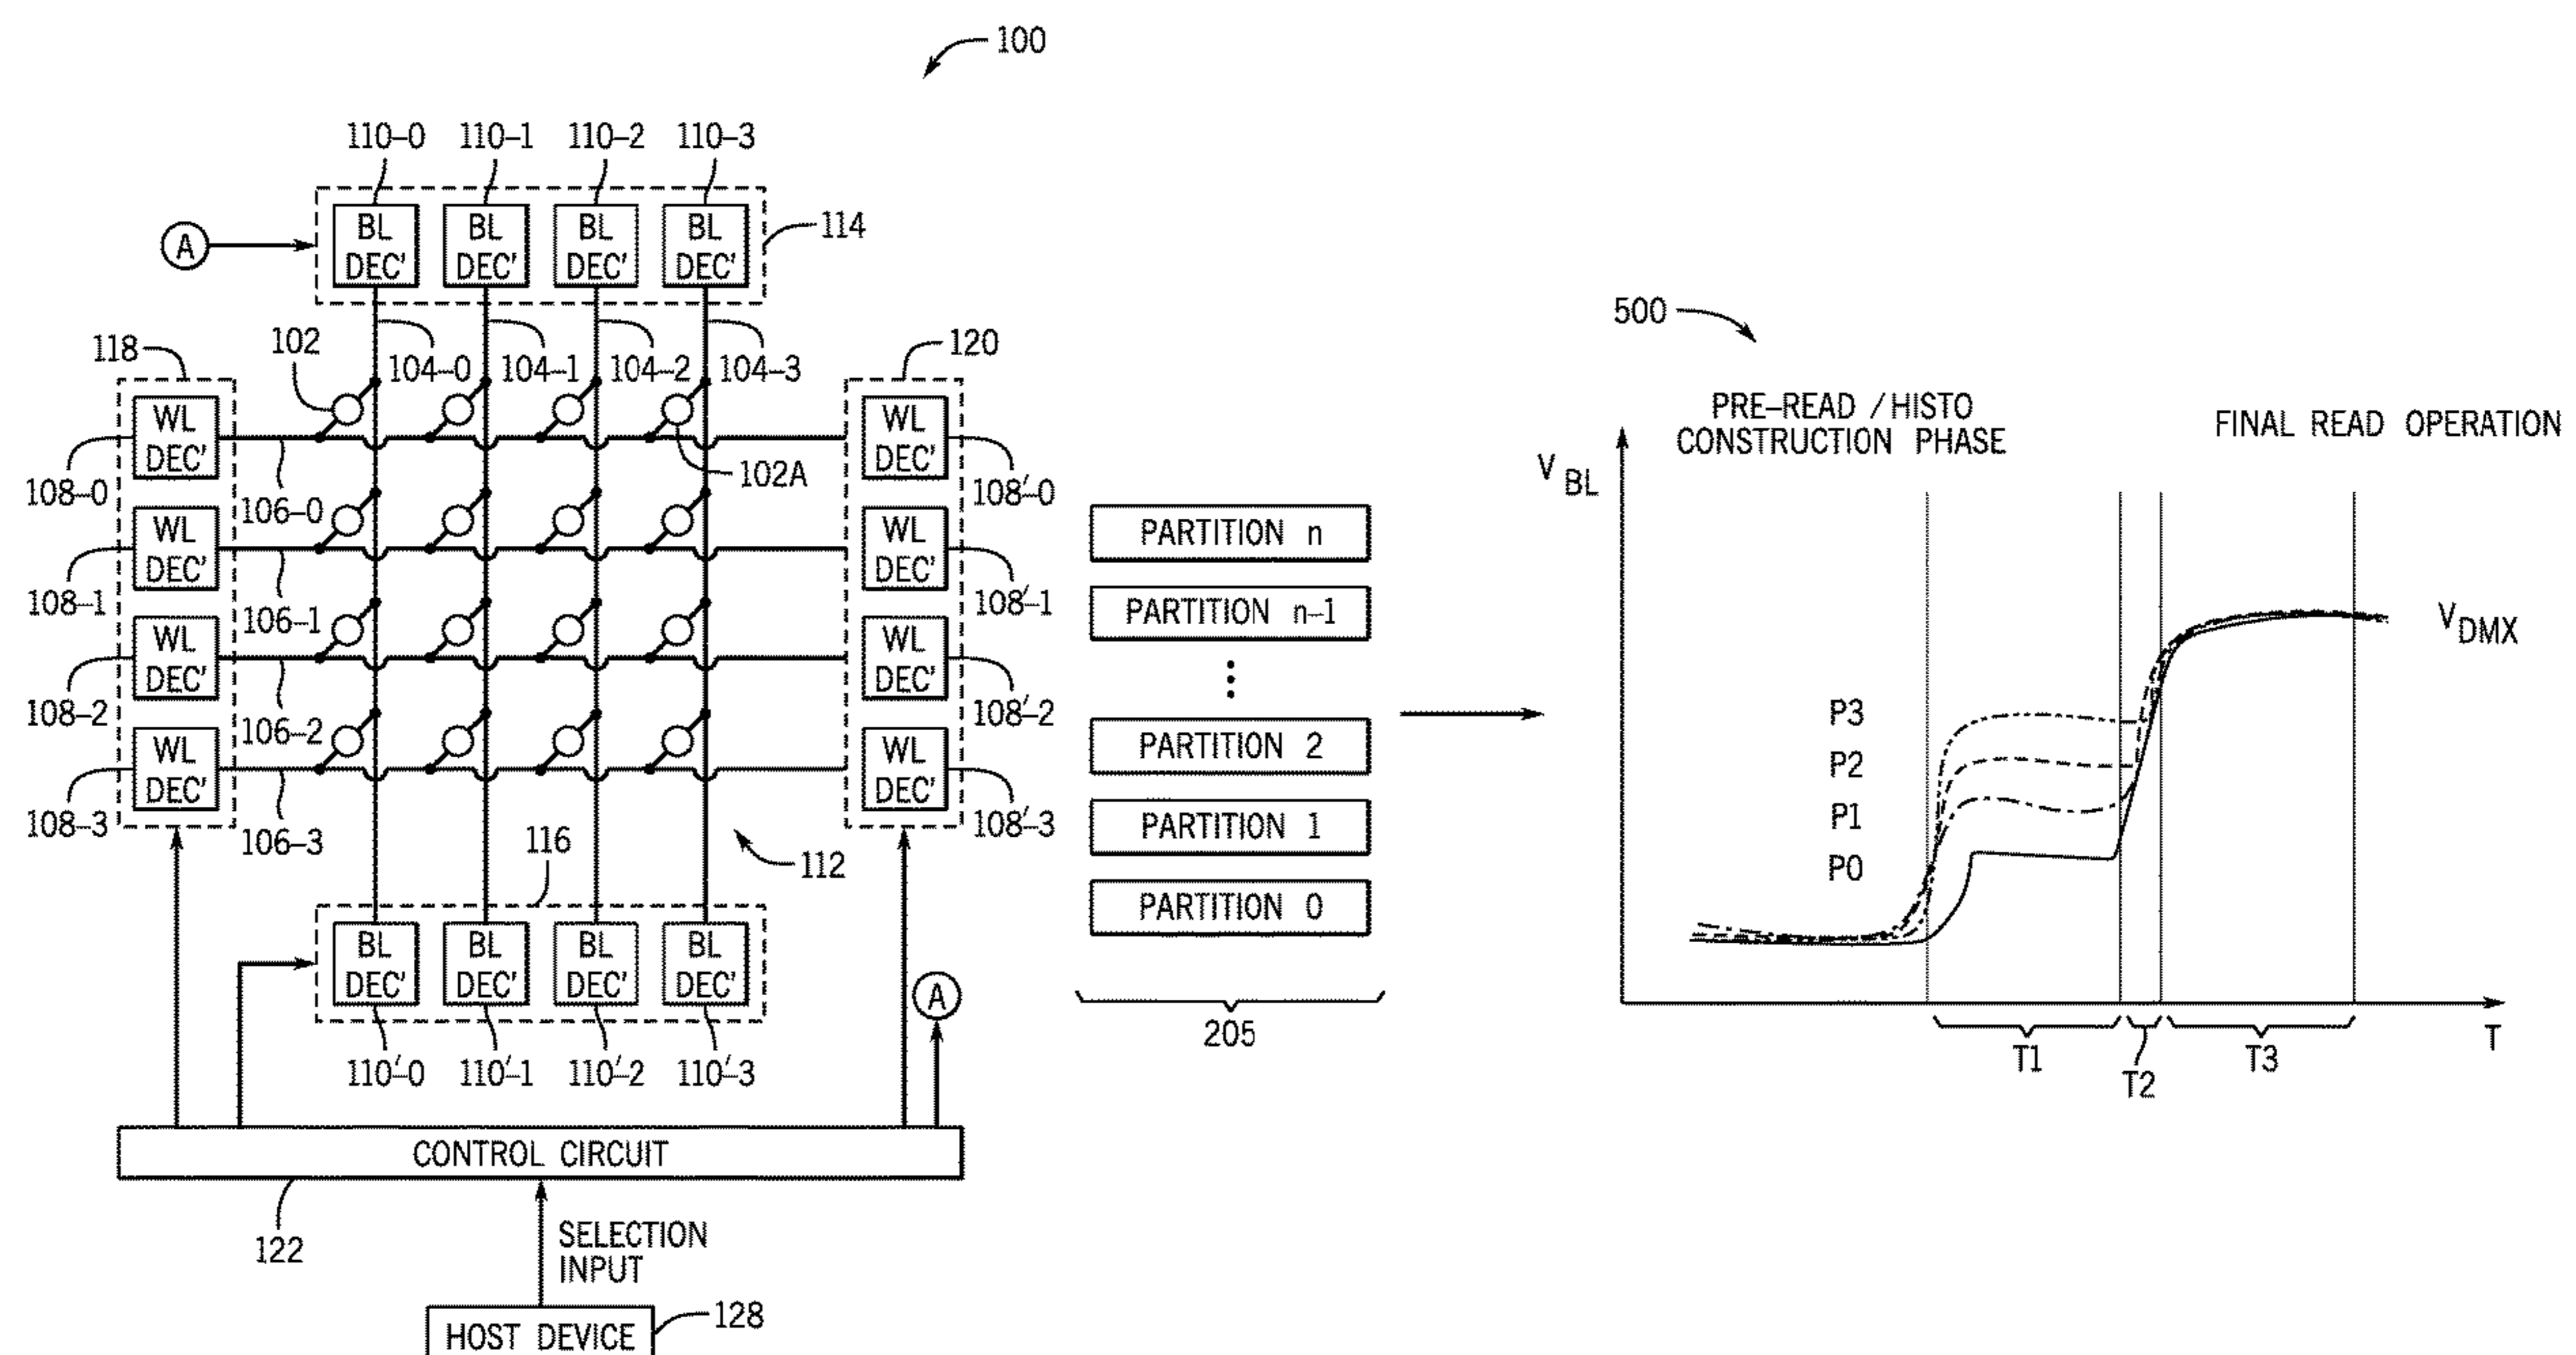 100
110-0 110-1 110-2 110-3
BL DEC' BL DEC' BL DEC' BL DEC'
114
A
118
102
104-0 104-1 104-2 104-3
120
WL DEC'
WL DEC'
108-0
106-0
102A
108'-0
WL DEC'
WL DEC'
108-1
106-1
108'-1
WL DEC'
WL DEC'
108-2
106-2
108'-2
WL DEC'
WL DEC'
108-3
106-3
108'-3
116
112
BL DEC' BL DEC' BL DEC' BL DEC'
A
110'-0 110'-1 110'-2 110'-3
CONTROL CIRCUIT
122
SELECTION
INPUT
HOST DEVICE
128
PARTITION n
PARTITION n-1
PARTITION 2
PARTITION 1
PARTITION 0
205
500
PRE-READ / HISTO
CONSTRUCTION PHASE
FINAL READ OPERATION
V BL
V DMX
P3
P2
P1
P0
T1
T2
T3
T